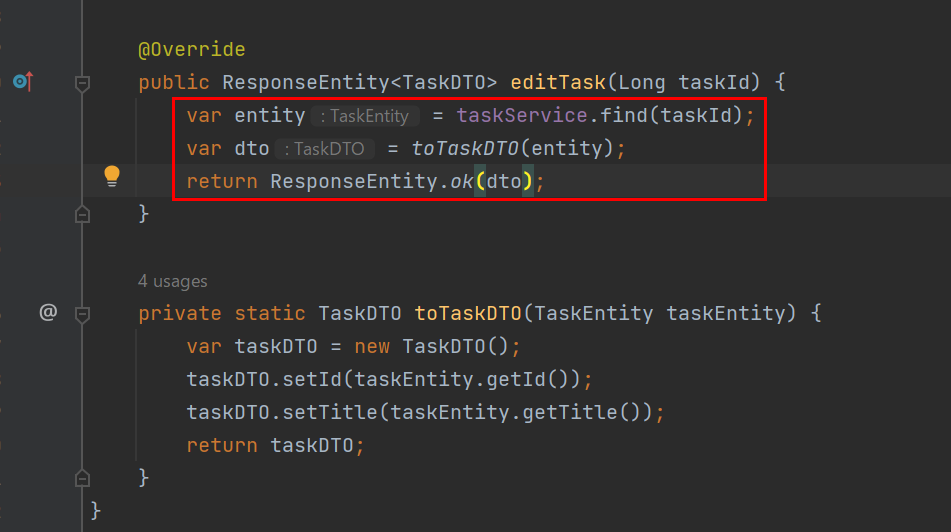 @Override
public ResponseEntity<TaskDTO> editTask(Long taskId) {
var entity : TaskEntity = taskService.find(taskId);
var dto : TaskDTO = toTaskDTO(entity);
return ResponseEntity.ok(dto);
}
4 usages
@ private static TaskDTO toTaskDTO(TaskEntity taskEntity) {
var taskDTO = new TaskDTO();
taskDTO.setId(taskEntity.getId());
taskDTO.setTitle(taskEntity.getTitle());
return taskDTO;
}
}